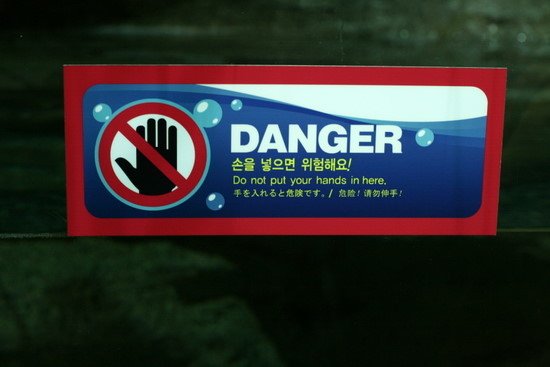 DANGER
손을 넣으면 위험해요!
Do not put your hands in here.
手を入れると危険です。/ 危险! 请勿伸手!